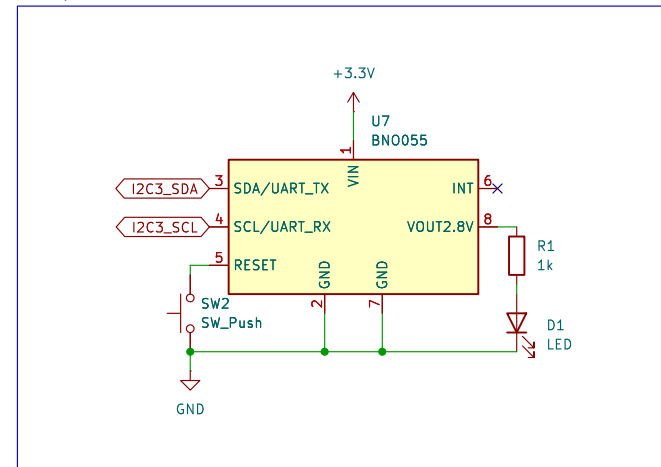 +3.3V
U7
BNO055
1
VIN
I2C3_SDA
3
SDA/UART_TX
INT
6
I2C3_SCL
4
SCL/UART_RX
VOUT2.8V
8
5
RESET
GND
GND
R1
1k
2
7
SW2
SW_Push
D1
LED
GND